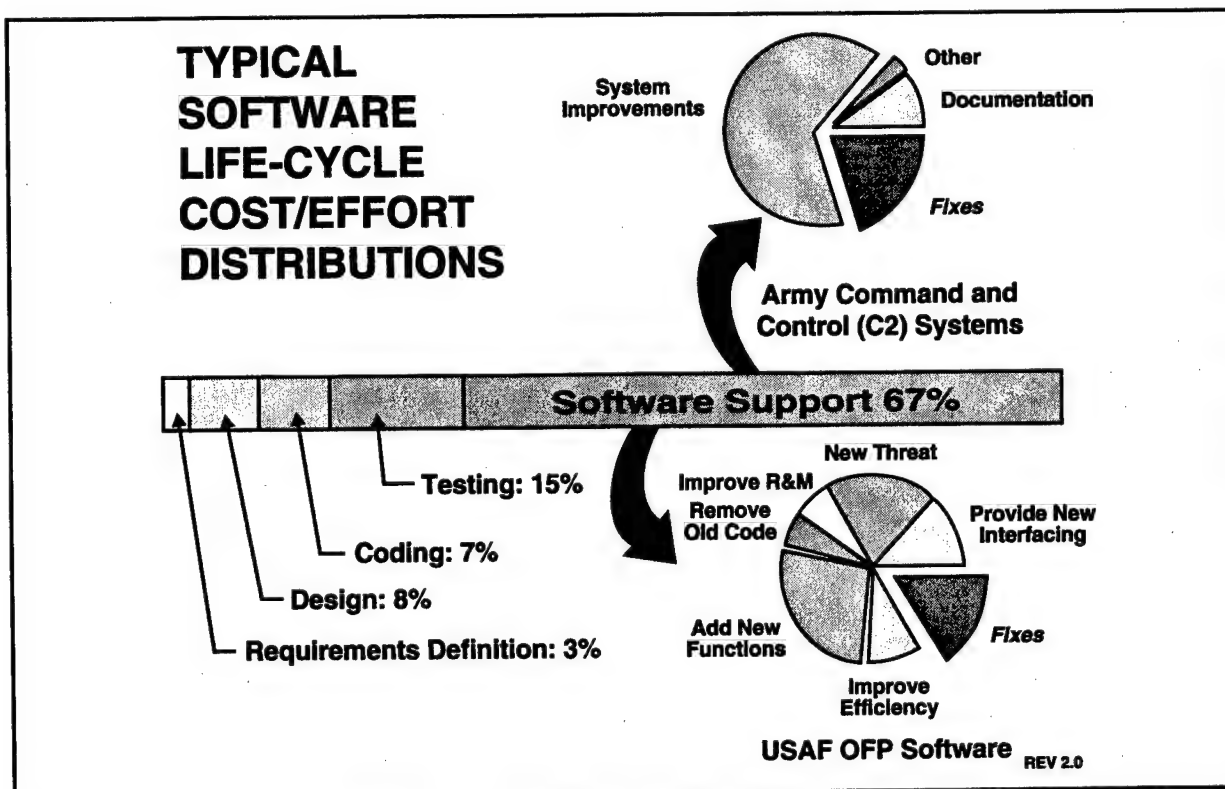 TYPICAL
SOFTWARE
LIFE-CYCLE
COST/EFFORT
DISTRIBUTIONS
System
Improvements
Other
Documentation
Fixes
Army Command and
Control (C2) Systems
Software Support 67%
Testing: 15%
Coding: 7%
Design: 8%
Requirements Definition: 3%
New Threat
Improve R&M
Remove
Old Code
Provide New
Interfacing
Add New
Functions
Fixes
Improve
Efficiency
USAF OFP Software REV 2.0